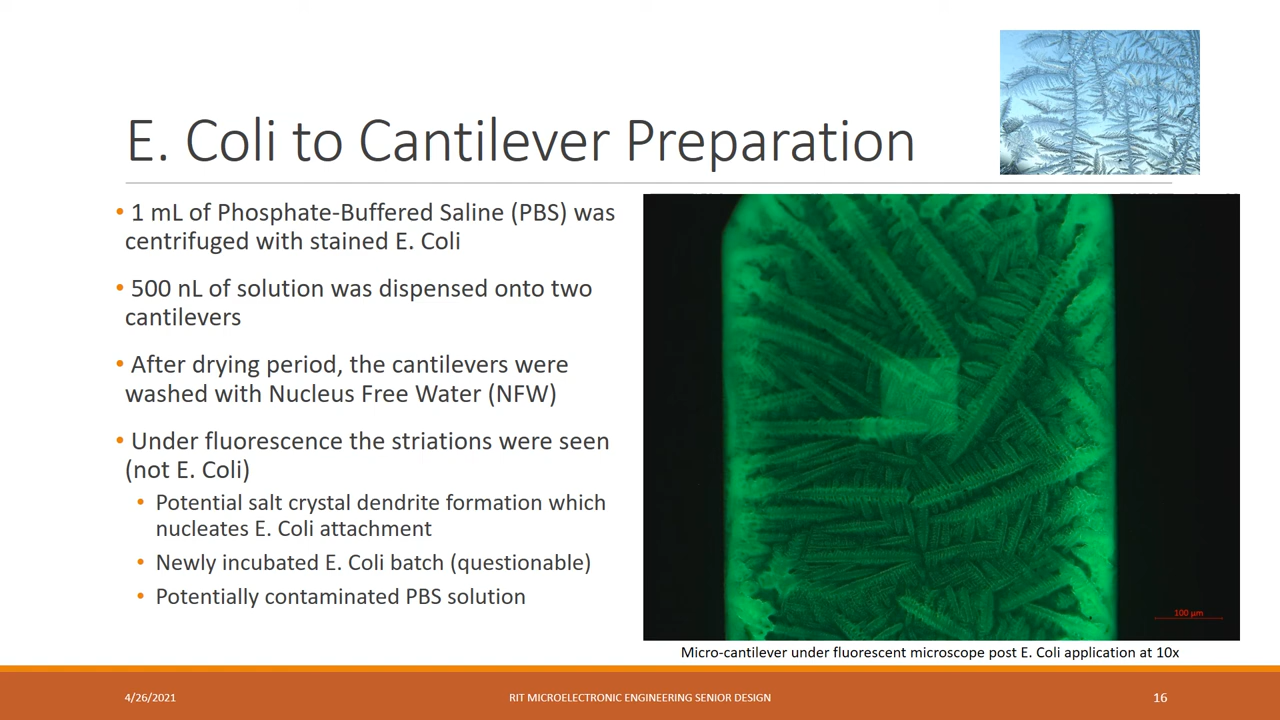 E. Coli to Cantilever Preparation
• 1 mL of Phosphate-Buffered Saline (PBS) was
centrifuged with stained E. Coli
• 500 nL of solution was dispensed onto two
cantilevers
• After drying period, the cantilevers were
washed with Nucleus Free Water (NFW)
• Under fluorescence the striations were seen
(not E. Coli)
• Potential salt crystal dendrite formation which
nucleates E. Coli attachment
• Newly incubated E. Coli batch (questionable)
• Potentially contaminated PBS solution
100 µm
Micro-cantilever under fluorescent microscope post E. Coli application at 10x
4/26/2021
RIT MICROELECTRONIC ENGINEERING SENIOR DESIGN
16